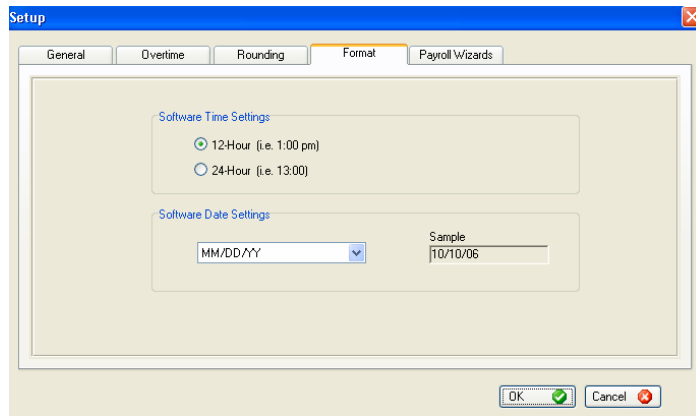 Setup
General Overtime Rounding Format Payroll Wizards
Software Time Settings
12-Hour (i.e. 1:00 pm)
24-Hour (i.e. 13:00)
Software Date Settings
Sample
MM/DD/YY 10/10/06
OK Cancel